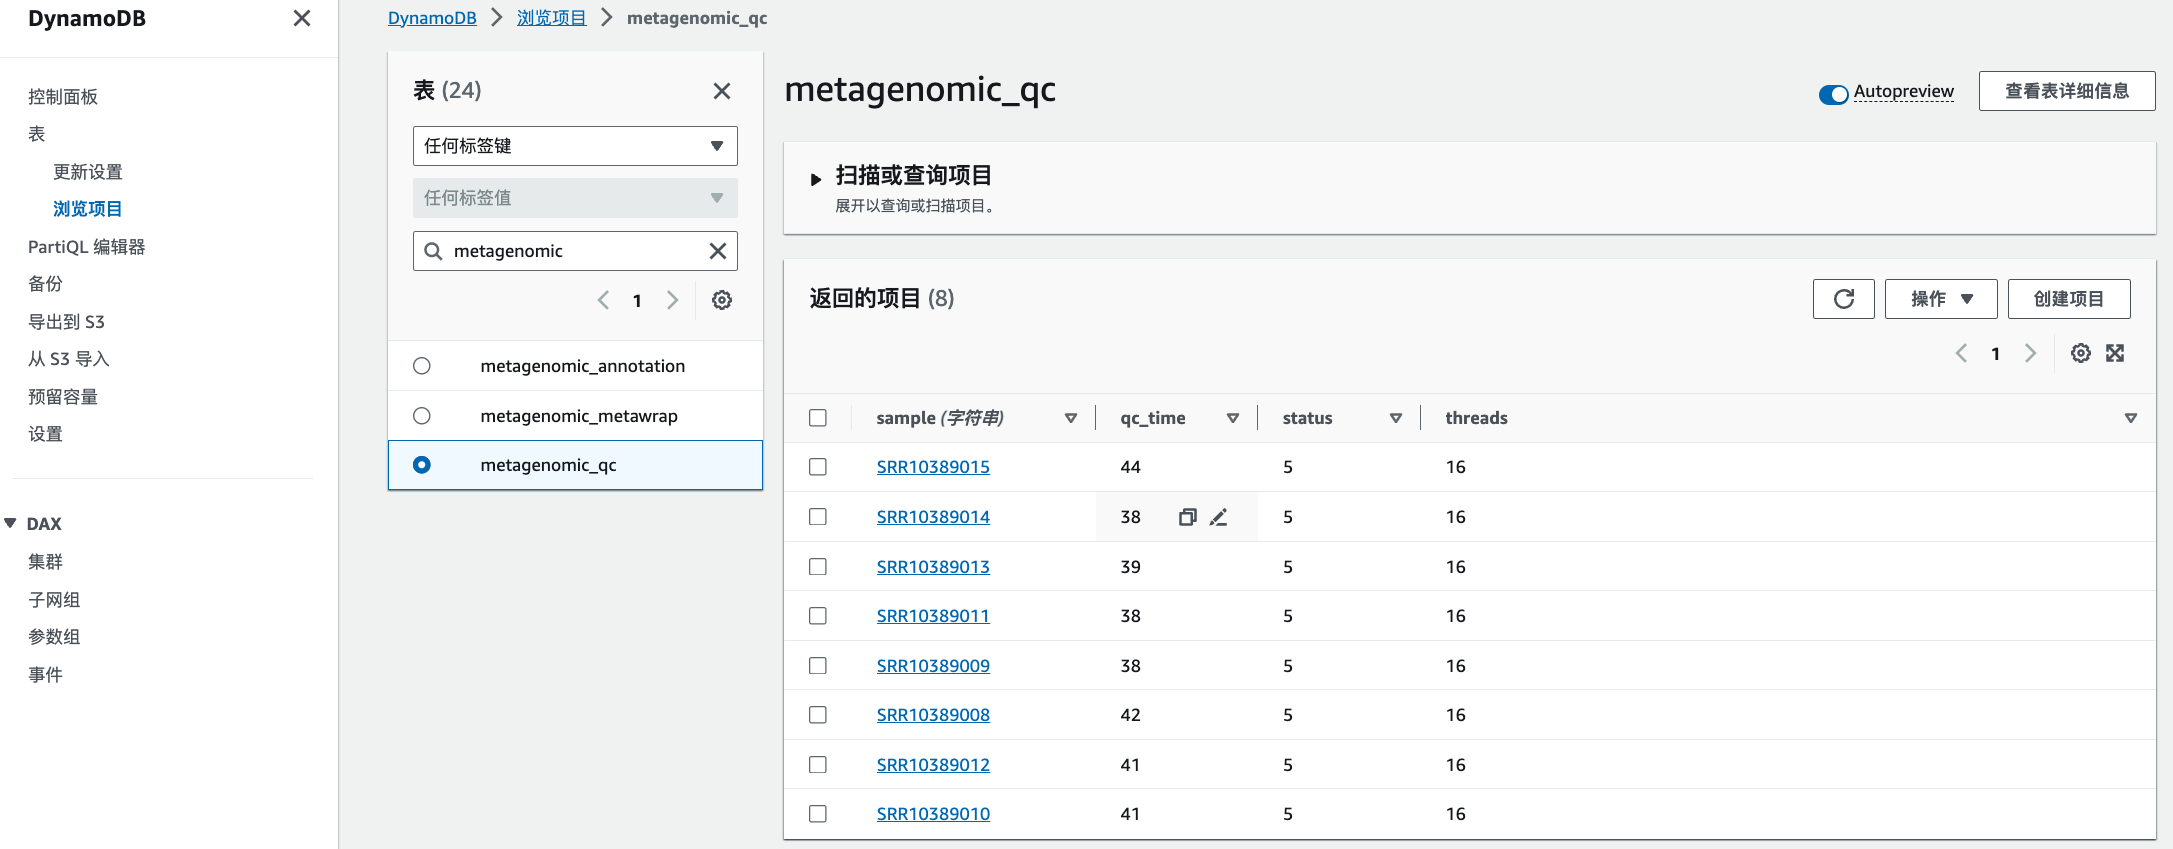 DynamoDB
控制面板
表
更新设置
浏览项目
PartiQL 编辑器
备份
导出到 S3
从 S3 导入
预留容量
设置
DAX
集群
子网组
参数组
事件
DynamoDB 浏览项目 metagenomic_qc
表 (24)
任何标签键
任何标签值
metagenomic
1
metagenomic_annotation
metagenomic_metawrap
metagenomic_qc
metagenomic_qc
Autopreview
查看表详细信息
扫描或查询项目
展开以查询或扫描项目。
返回的项目 (8)
操作
创建项目
1
sample (字符串) qc_time status threads
SRR10389015 44 5 16
SRR10389014 38 5 16
SRR10389013 39 5 16
SRR10389011 38 5 16
SRR10389009 38 5 16
SRR10389008 42 5 16
SRR10389012 41 5 16
SRR10389010 41 5 16